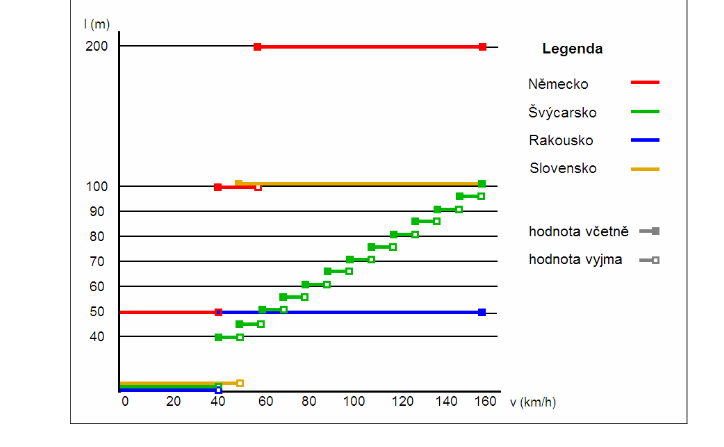 l (m)
200
100
90
80
70
60
50
40
0 20 40 60 80 100 120 140 160 v (km/h)
Legenda
Německo
Švýcarsko
Rakousko
Slovensko
hodnota včetně
hodnota vyjma